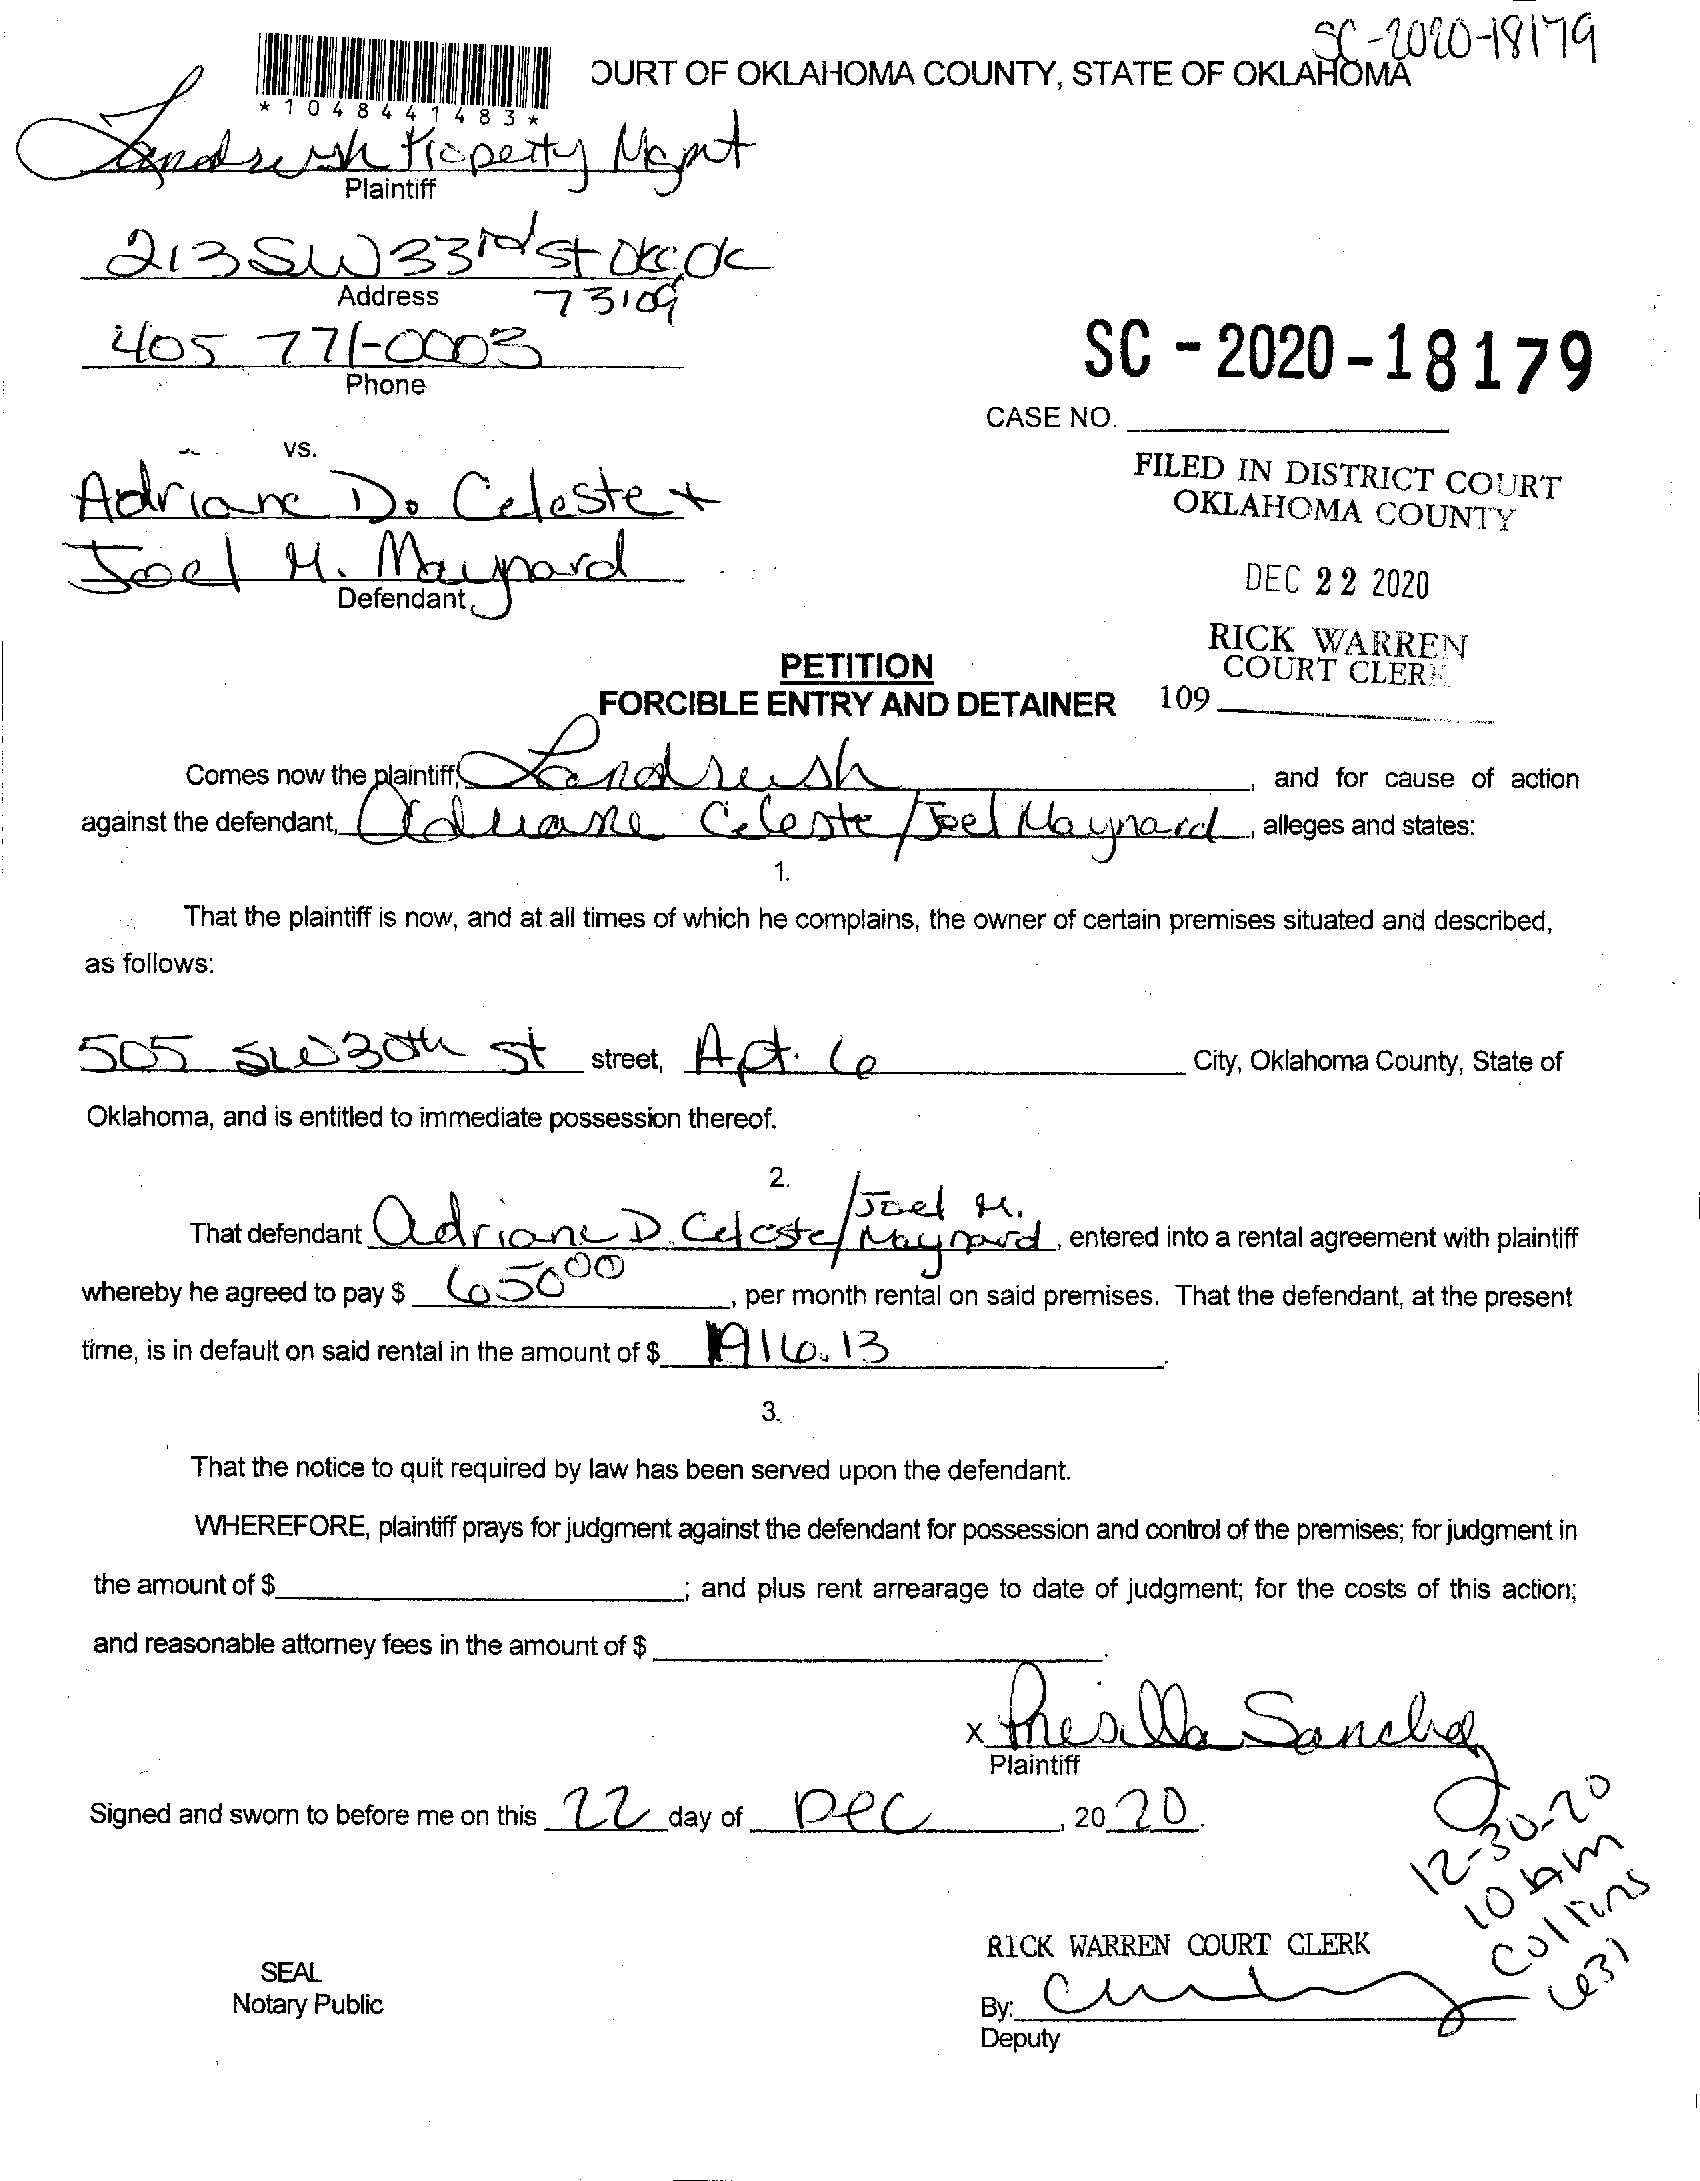 SC-2020-18179
OURT OF OKLAHOMA COUNTY, STATE OF OKLAHOMA
*1048441483*
Landrush Property Mgmt
Plaintiff
213 SW 33rd St OKC, OK
Address 73109
405 771-0003
Phone
SC - 2020 - 18179
CASE NO.
vs.
FILED IN DISTRICT COURT
OKLAHOMA COUNTY
Adriane D. Celeste +
Joel M. Maynard
Defendant
DEC 22 2020
RICK WARREN
COURT CLERK
109
PETITION
FORCIBLE ENTRY AND DETAINER
Comes now the plaintiff, Landrush, and for cause of action
against the defendant, Adriane Celeste/Joel Maynard, alleges and states:
1.
That the plaintiff is now, and at all times of which he complains, the owner of certain premises situated and described,
as follows:
505 SW 30th St street, Apt. 6 City, Oklahoma County, State of
Oklahoma, and is entitled to immediate possession thereof.
2.
That defendant Adriane D. Celeste/Joel M. Maynard, entered into a rental agreement with plaintiff
whereby he agreed to pay $ 650 00, per month rental on said premises. That the defendant, at the present
time, is in default on said rental in the amount of $ 1916.13.
3.
That the notice to quit required by law has been served upon the defendant.
WHEREFORE, plaintiff prays for judgment against the defendant for possession and control of the premises; for judgment in
the amount of $ ; and plus rent arrearage to date of judgment; for the costs of this action;
and reasonable attorney fees in the amount of $ .
x Presilla Sanchez
Plaintiff
Signed and sworn to before me on this 22 day of Dec, 20 20.
12-30-20
10 AM
Collins
631
RICK WARREN COURT CLERK
SEAL
Notary Public
By:
Deputy